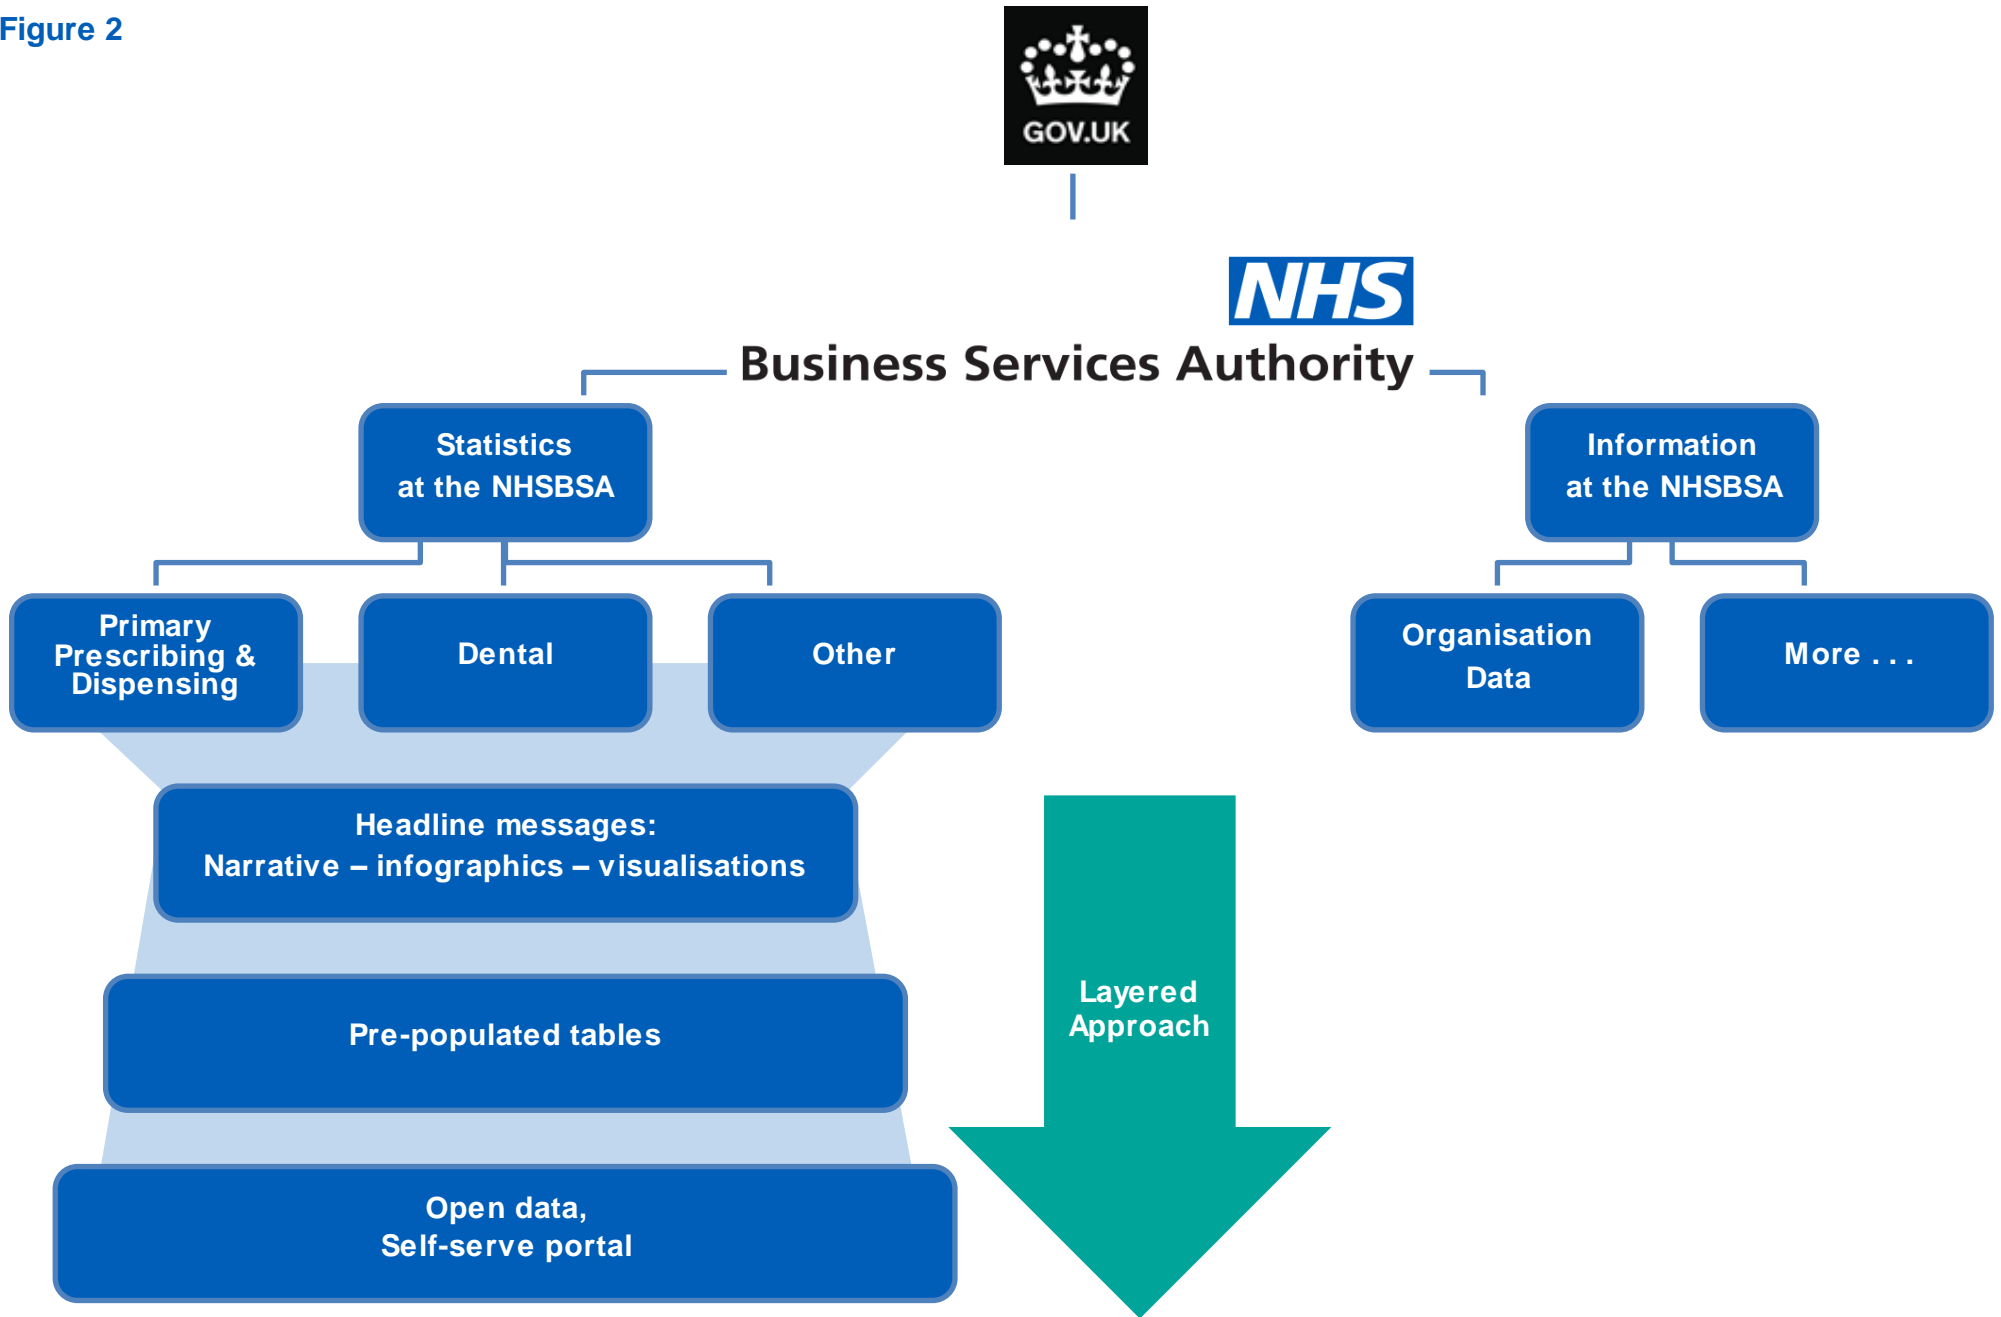 Figure 2
GOV.UK
NHS
Business Services Authority
Statistics
at the NHSBSA
Information
at the NHSBSA
Primary
Prescribing &
Dispensing
Dental
Other
Organisation
Data
More . . .
Headline messages:
Narrative – infographics – visualisations
Layered
Approach
Pre-populated tables
Open data,
Self-serve portal